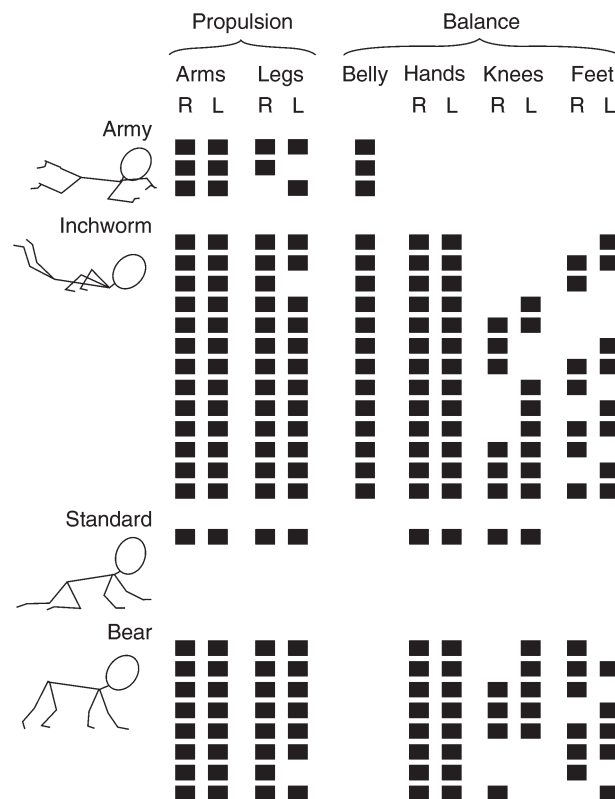 Propulsion Balance
Arms Legs Belly Hands Knees Feet
R L R L R L R L R L
Army
Inchworm
Standard
Bear